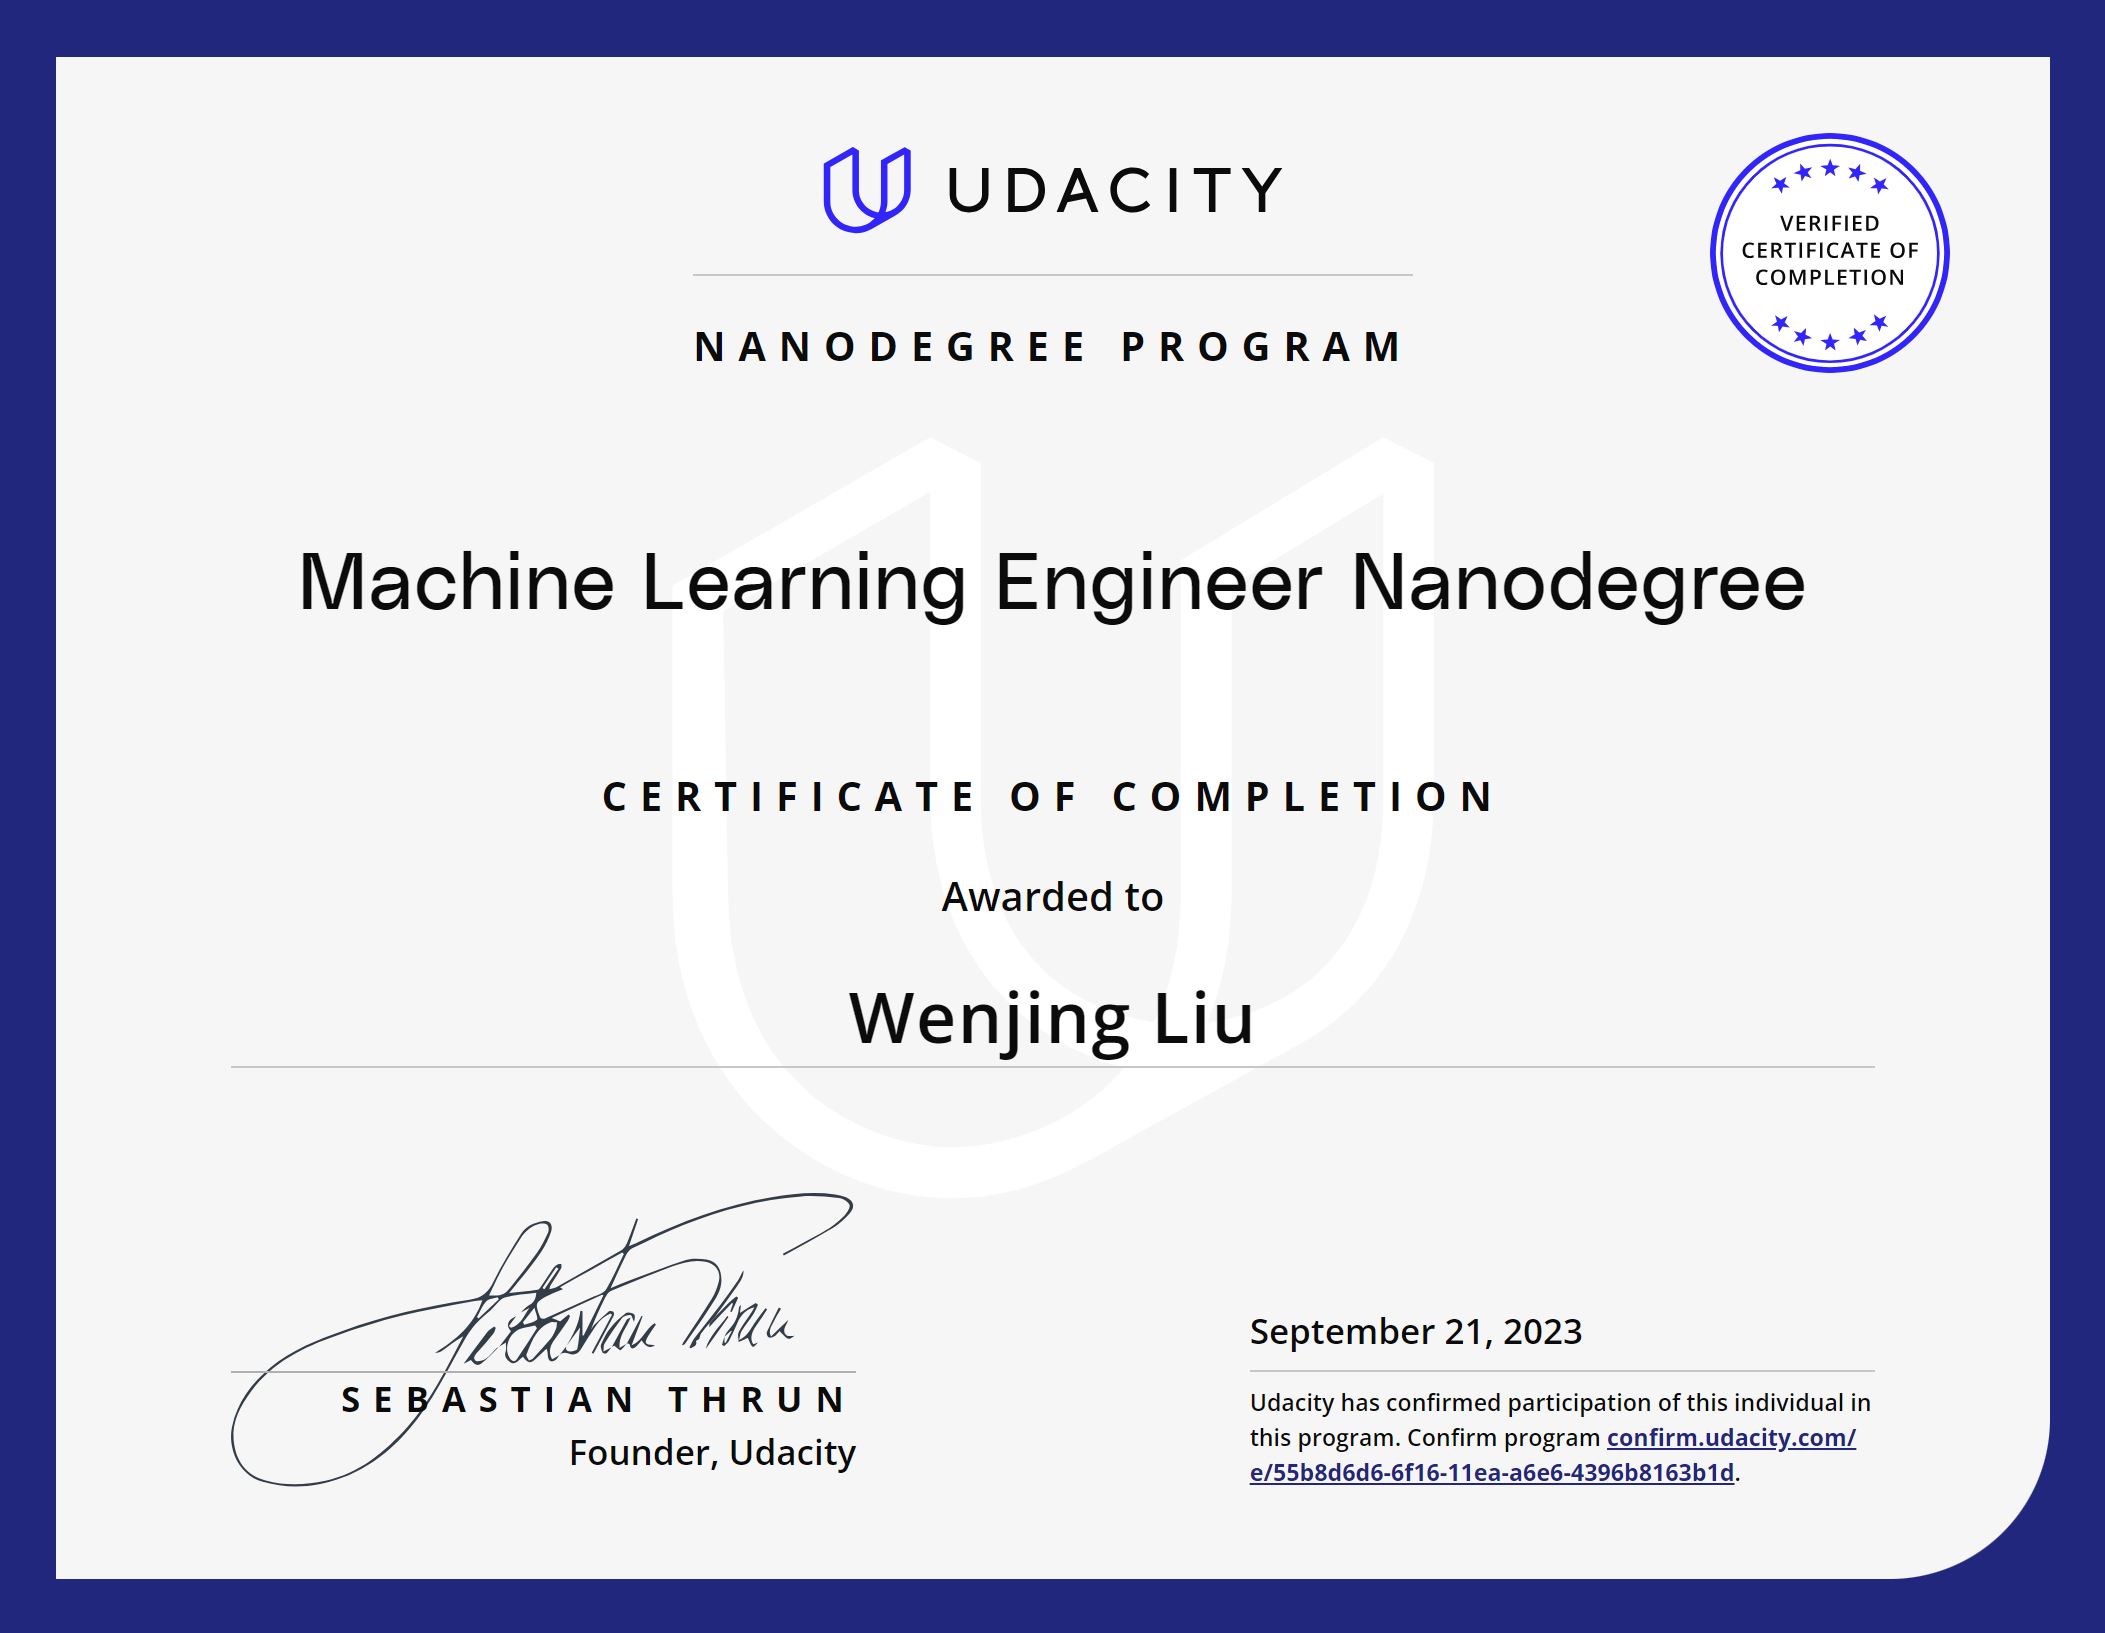 UDACITY
VERIFIED
CERTIFICATE OF
COMPLETION
NANODEGREE PROGRAM
Machine Learning Engineer Nanodegree
CERTIFICATE OF COMPLETION
Awarded to
Wenjing Liu
Sebastian Thrun
SEBASTIAN THRUN
Founder, Udacity
September 21, 2023
Udacity has confirmed participation of this individual in
this program. Confirm program confirm.udacity.com/
e/55b8d6d6-6f16-11ea-a6e6-4396b8163b1d.